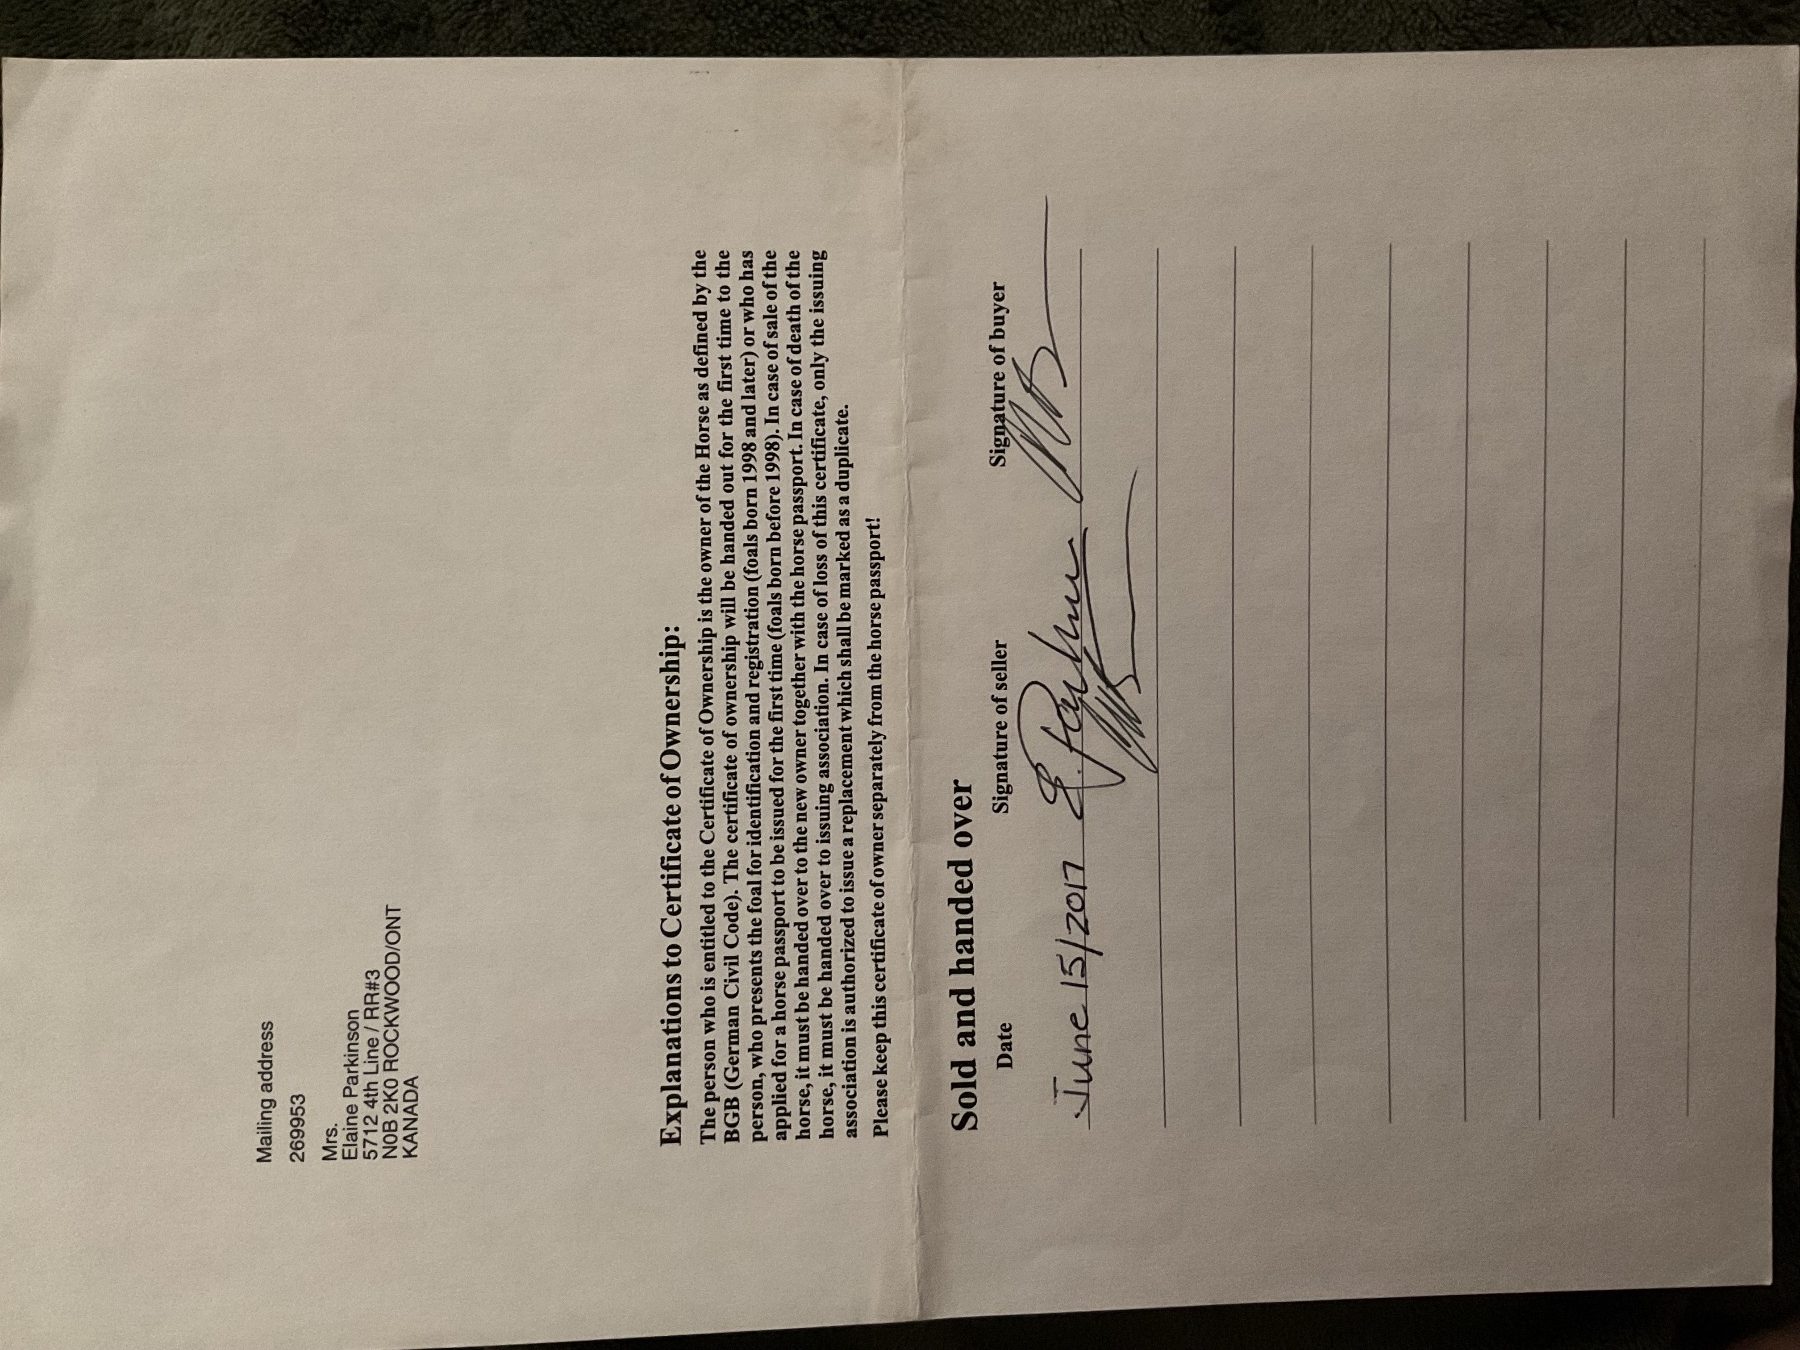 Mailing address
269953
Mrs.
Elaine Parkinson
5712 4th Line / RR#3
N0B 2K0 ROCKWOOD/ONT
KANADA
Explanations to Certificate of Ownership:
The person who is entitled to the Certificate of Ownership is the owner of the Horse as defined by the
BGB (German Civil Code). The certificate of ownership will be handed out for the first time to the
person, who presents the foal for identification and registration (foals born 1998 and later) or who has
applied for a horse passport to be issued for the first time (foals born before 1998). In case of sale of the
horse, it must be handed over to the new owner together with the horse passport. In case of death of the
horse, it must be handed over to issuing association. In case of loss of this certificate, only the issuing
association is authorized to issue a replacement which shall be marked as a duplicate.
Please keep this certificate of owner separately from the horse passport!
Sold and handed over
Date Signature of seller Signature of buyer
June 15/2017